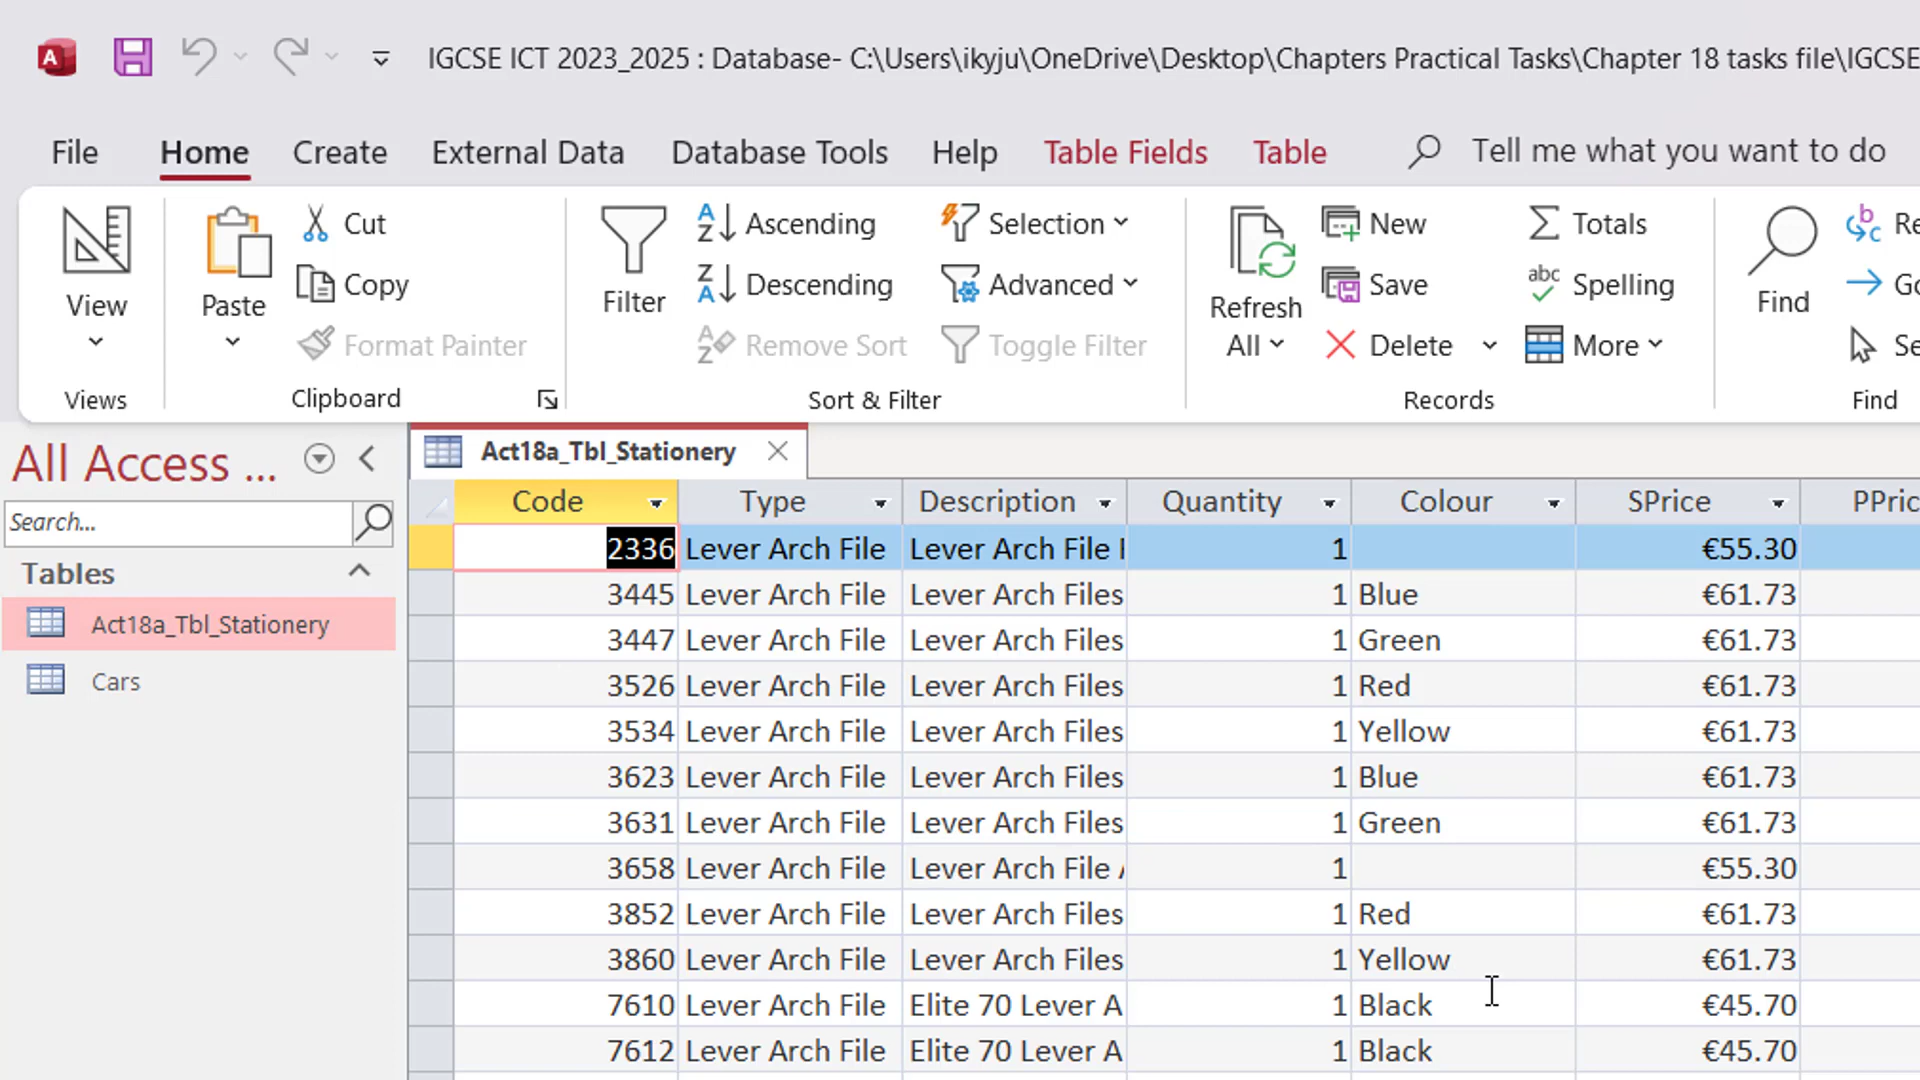 IGCSE ICT 2023_2025 : Database- C:\Users\ikyju\OneDrive\Desktop\Chapters Practical Tasks\Chapter 18 tasks file\IGCSE
File Home Create External Data Database Tools Help Table Fields Table Tell me what you want to do
View
Views
Paste
Cut
Copy
Format Painter
Clipboard
Filter
Ascending
Descending
Remove Sort
Selection
Advanced
Toggle Filter
Sort & Filter
Refresh
All
New
Save
Delete
Totals
Spelling
More
Records
Find
Re
Go
Se
Find
All Access ...
Search...
Tables
Act18a_Tbl_Stationery
Cars
Act18a_Tbl_Stationery
Code Type Description Quantity Colour SPrice PPric
2336 Lever Arch File Lever Arch File 1 €55.30
3445 Lever Arch File Lever Arch Files 1 Blue €61.73
3447 Lever Arch File Lever Arch Files 1 Green €61.73
3526 Lever Arch File Lever Arch Files 1 Red €61.73
3534 Lever Arch File Lever Arch Files 1 Yellow €61.73
3623 Lever Arch File Lever Arch Files 1 Blue €61.73
3631 Lever Arch File Lever Arch Files 1 Green €61.73
3658 Lever Arch File Lever Arch File 1 €55.30
3852 Lever Arch File Lever Arch Files 1 Red €61.73
3860 Lever Arch File Lever Arch Files 1 Yellow €61.73
7610 Lever Arch File Elite 70 Lever A 1 Black €45.70
7612 Lever Arch File Elite 70 Lever A 1 Black €45.70